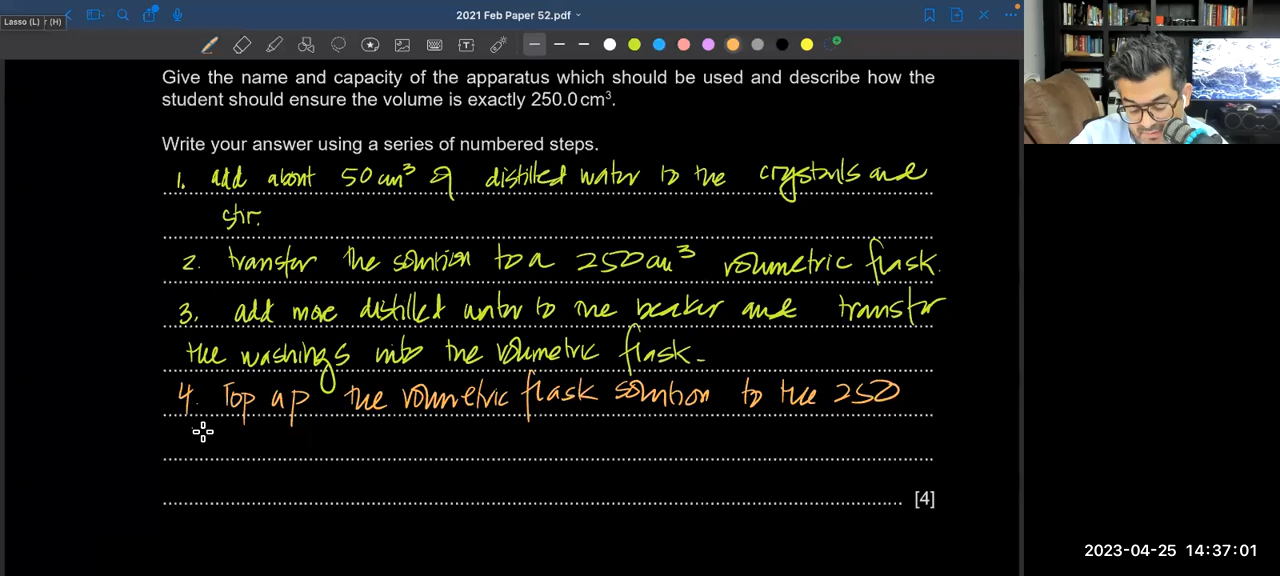 Lasso (L)
(H)
2021 Feb Paper 52.pdf
Give the name and capacity of the apparatus which should be used and describe how the
student should ensure the volume is exactly 250.0 cm³.
Write your answer using a series of numbered steps.
1. add about 50 cm³ of distilled water to the crystals and
stir.
2. transfer the solution to a 250 cm³ volumetric flask.
3. add more distilled water to the beaker and transfer
the washings into the volumetric flask.
4. Top up the volumetric flask solution to the 250
[4]
2023-04-25 14:37:01